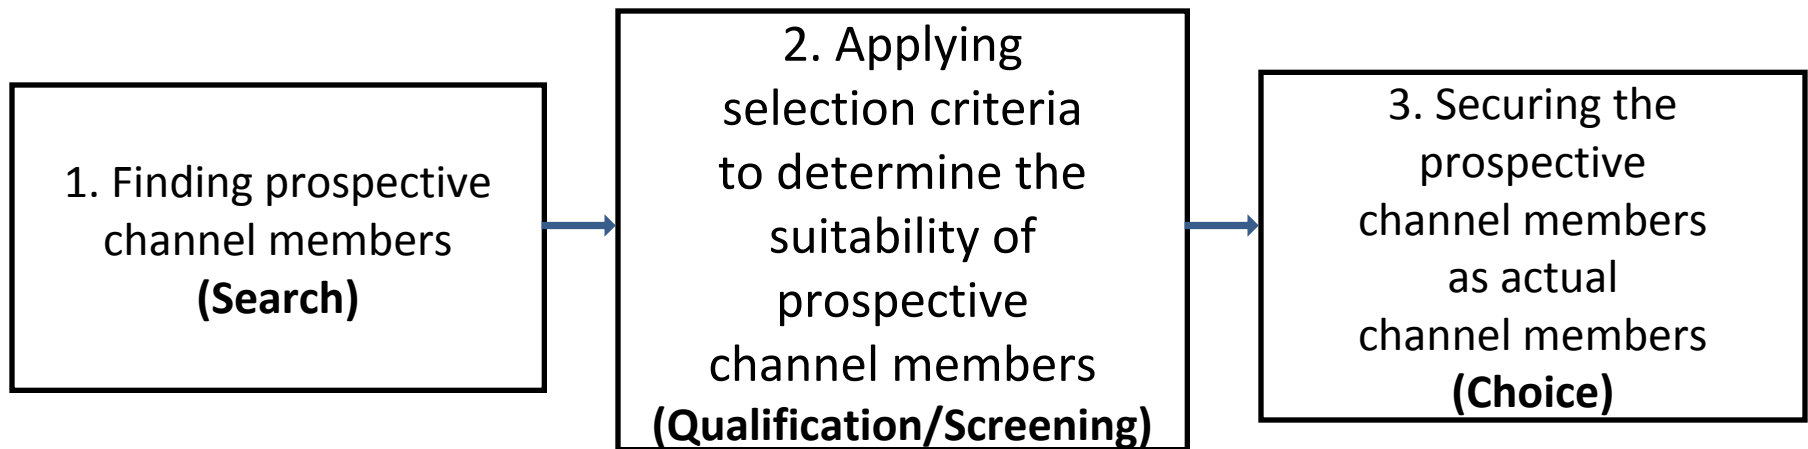 1. Finding prospective
channel members
(Search)
2. Applying
selection criteria
to determine the
suitability of
prospective
channel members
(Qualification/Screening)
3. Securing the
prospective
channel members
as actual
channel members
(Choice)